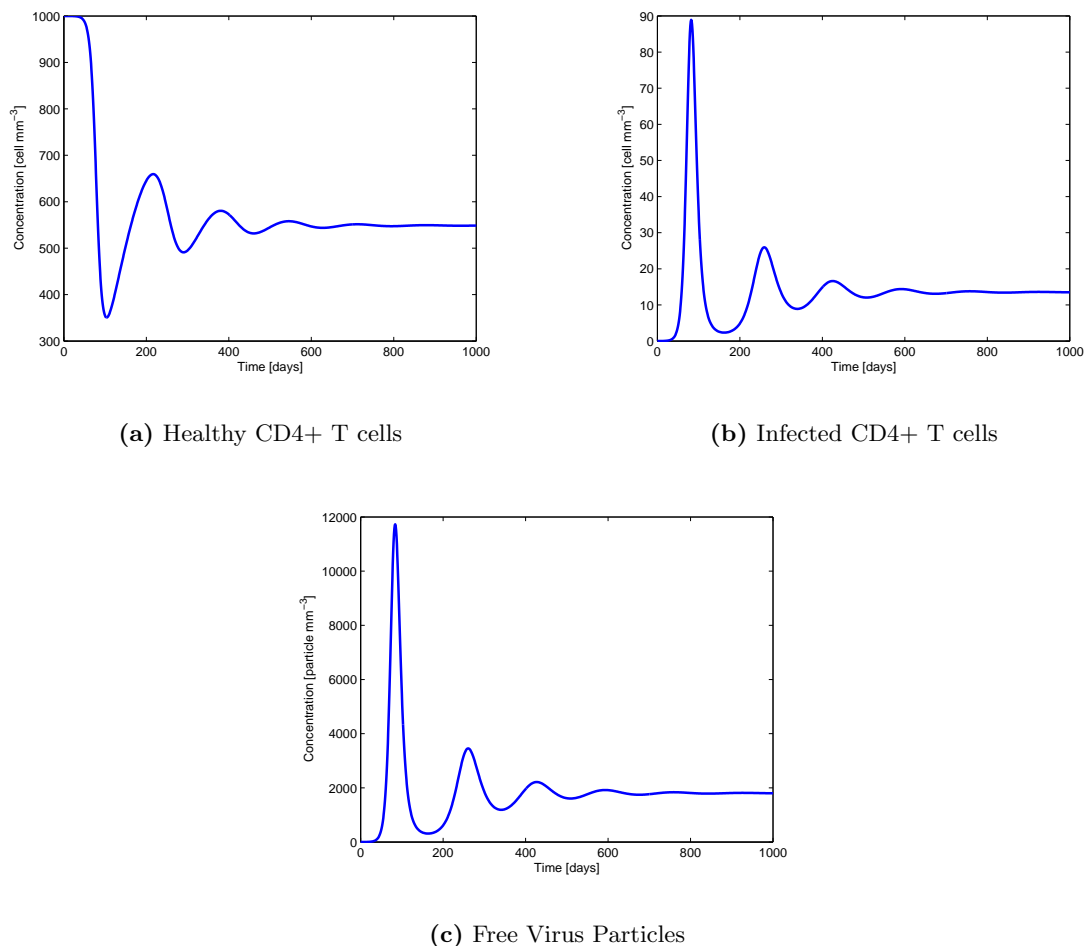 1000
900
800
700
600
500
400
300
0 200 400 600 800 1000
Time [days]
Concentration [cell mm⁻³]
(a) Healthy CD4+ T cells
90
80
70
60
50
40
30
20
10
0
0 200 400 600 800 1000
Time [days]
Concentration [cell mm⁻³]
(b) Infected CD4+ T cells
12000
10000
8000
6000
4000
2000
0
0 200 400 600 800 1000
Time [days]
Concentration [particle mm⁻³]
(c) Free Virus Particles